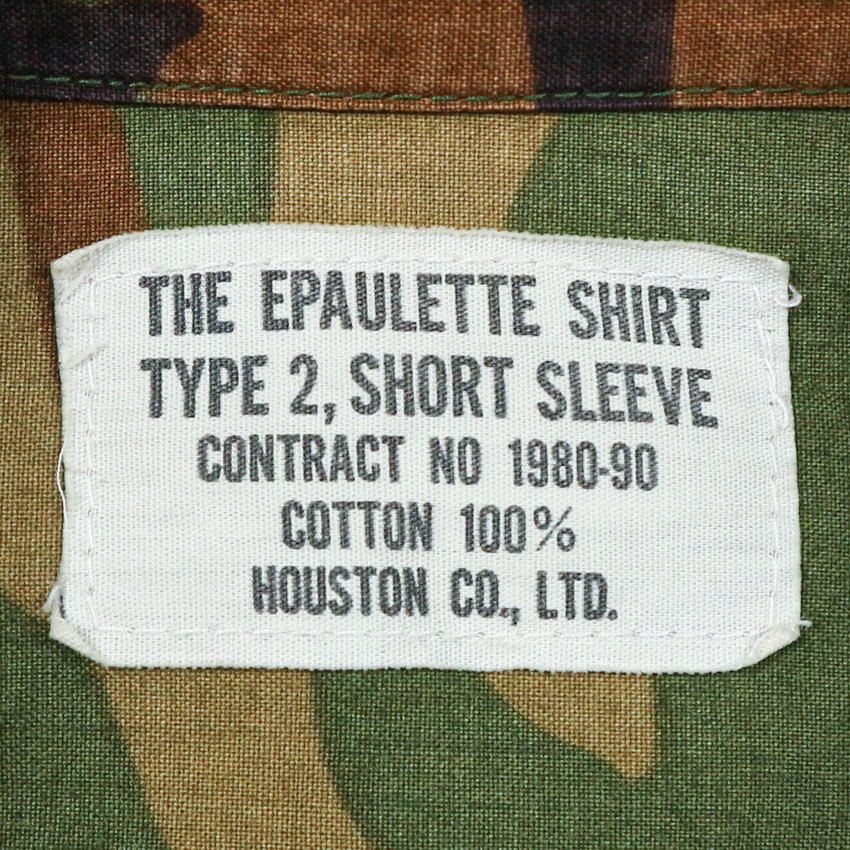 THE EPAULETTE SHIRT
TYPE 2, SHORT SLEEVE
CONTRACT NO 1980-90
COTTON 100%
HOUSTON CO., LTD.